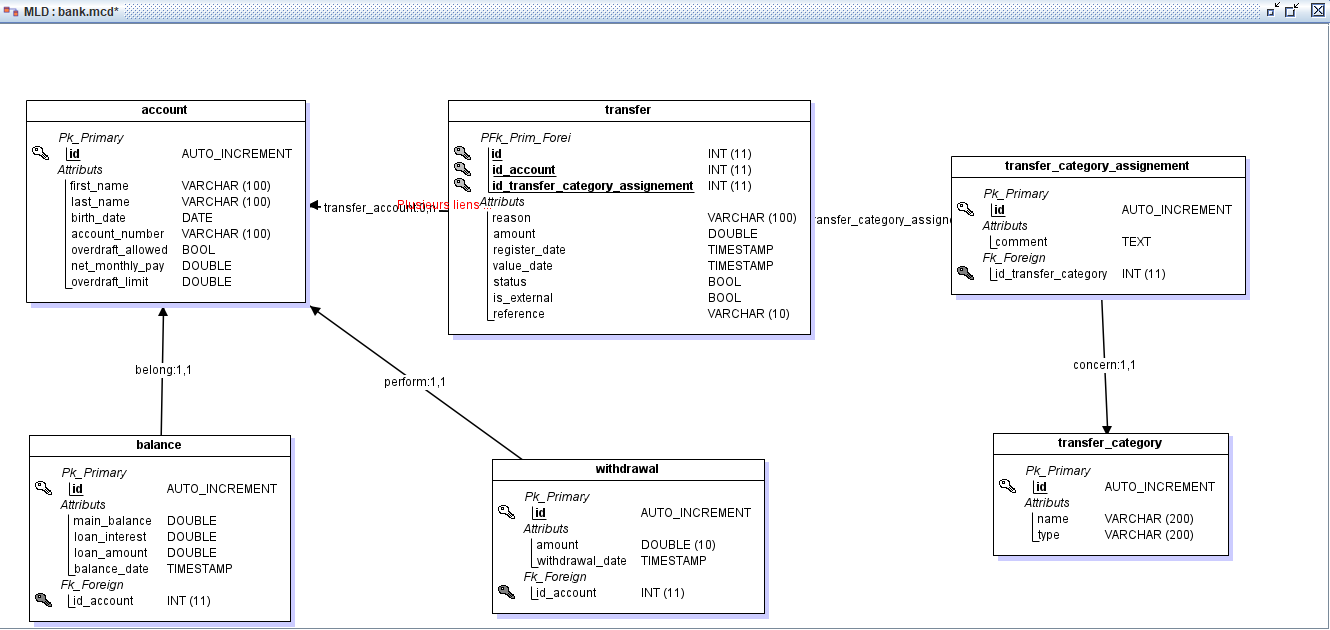 MLD : bank.mcd*
account
Pk_Primary
id AUTO_INCREMENT
Attributs
first_name VARCHAR (100)
last_name VARCHAR (100)
birth_date DATE
account_number VARCHAR (100)
overdraft_allowed BOOL
net_monthly_pay DOUBLE
overdraft_limit DOUBLE
transfer
PFk_Prim_Forei
id INT (11)
id_account INT (11)
id_transfer_category_assignement INT (11)
Attributs
reason VARCHAR (100)
amount DOUBLE
register_date TIMESTAMP
value_date TIMESTAMP
status BOOL
is_external BOOL
reference VARCHAR (10)
transfer_account:0,n
Plusieurs liens ...
ransfer_category_assigne
transfer_category_assignement
Pk_Primary
id AUTO_INCREMENT
Attributs
comment TEXT
Fk_Foreign
id_transfer_category INT (11)
belong:1,1
perform:1,1
concern:1,1
balance
Pk_Primary
id AUTO_INCREMENT
Attributs
main_balance DOUBLE
loan_interest DOUBLE
loan_amount DOUBLE
balance_date TIMESTAMP
Fk_Foreign
id_account INT (11)
withdrawal
Pk_Primary
id AUTO_INCREMENT
Attributs
amount DOUBLE (10)
withdrawal_date TIMESTAMP
Fk_Foreign
id_account INT (11)
transfer_category
Pk_Primary
id AUTO_INCREMENT
Attributs
name VARCHAR (200)
type VARCHAR (200)